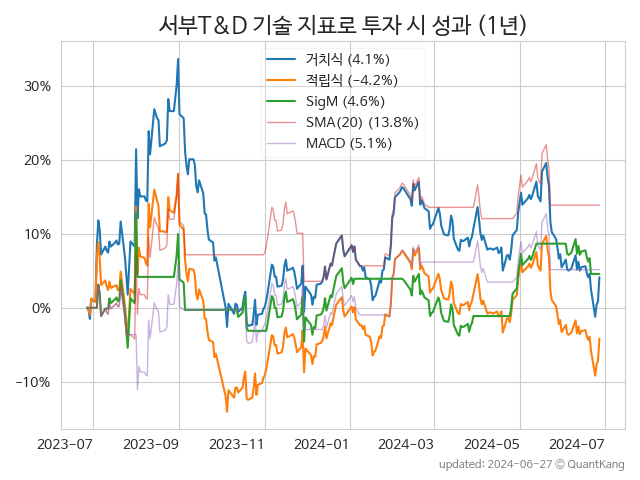 서부T&D 기술 지표로 투자 시 성과 (1년)
거치식 (4.1%)
적립식 (−4.2%)
SigM (4.6%)
SMA(20) (13.8%)
MACD (5.1%)
30%
20%
10%
0%
−10%
2023-07 2023-09 2023-11 2024-01 2024-03 2024-05 2024-07
updated: 2024-06-27 ⓒ QuantKang